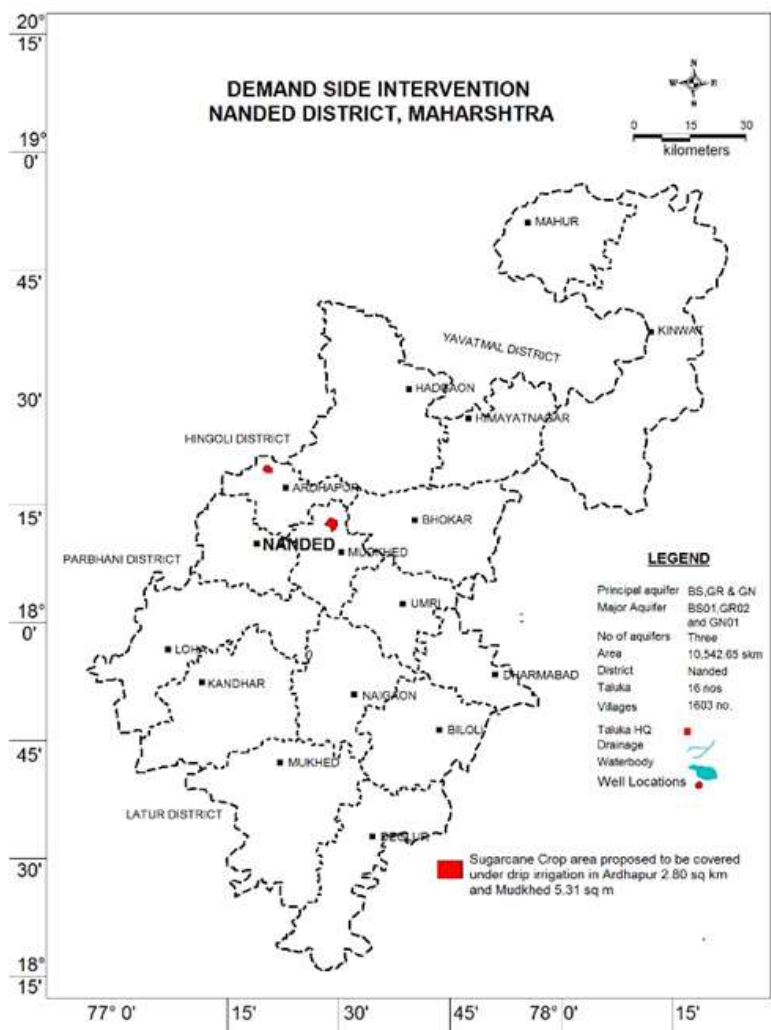 DEMAND SIDE INTERVENTION
NANDED DISTRICT, MAHARSHTRA
N
W E
S
0 15 30
kilometers
20°
15'
19°
0'
45'
30'
15'
18°
0'
45'
30'
18°
15'
MAHUR
KINWAT
YAVATMAL DISTRICT
HADGAON
HIMAYATNAGAR
HINGOLI DISTRICT
ARDHAPUR
BHOKAR
NANDED
MUDKHED
PARBHANI DISTRICT
UMRI
LOHA
DHARMABAD
KANDHAR
NAIGAON
BILOLI
MUKHED
LATUR DISTRICT
DEGLUR
LEGEND
Principal aquifer BS,GR & GN
Major Aquifer BS01,GR02
and GN01
No of aquifers Three
Area 10,542.65 skm
District Nanded
Taluka 16 nos
Villages 1603 no.
Taluka HQ
Drainage
Waterbody
Well Locations
Sugarcane Crop area proposed to be covered
under drip irrigation in Ardhapur 2.80 sq km
and Mudkhed 5.31 sq m
77° 0' 15' 30' 45' 78° 0' 15'